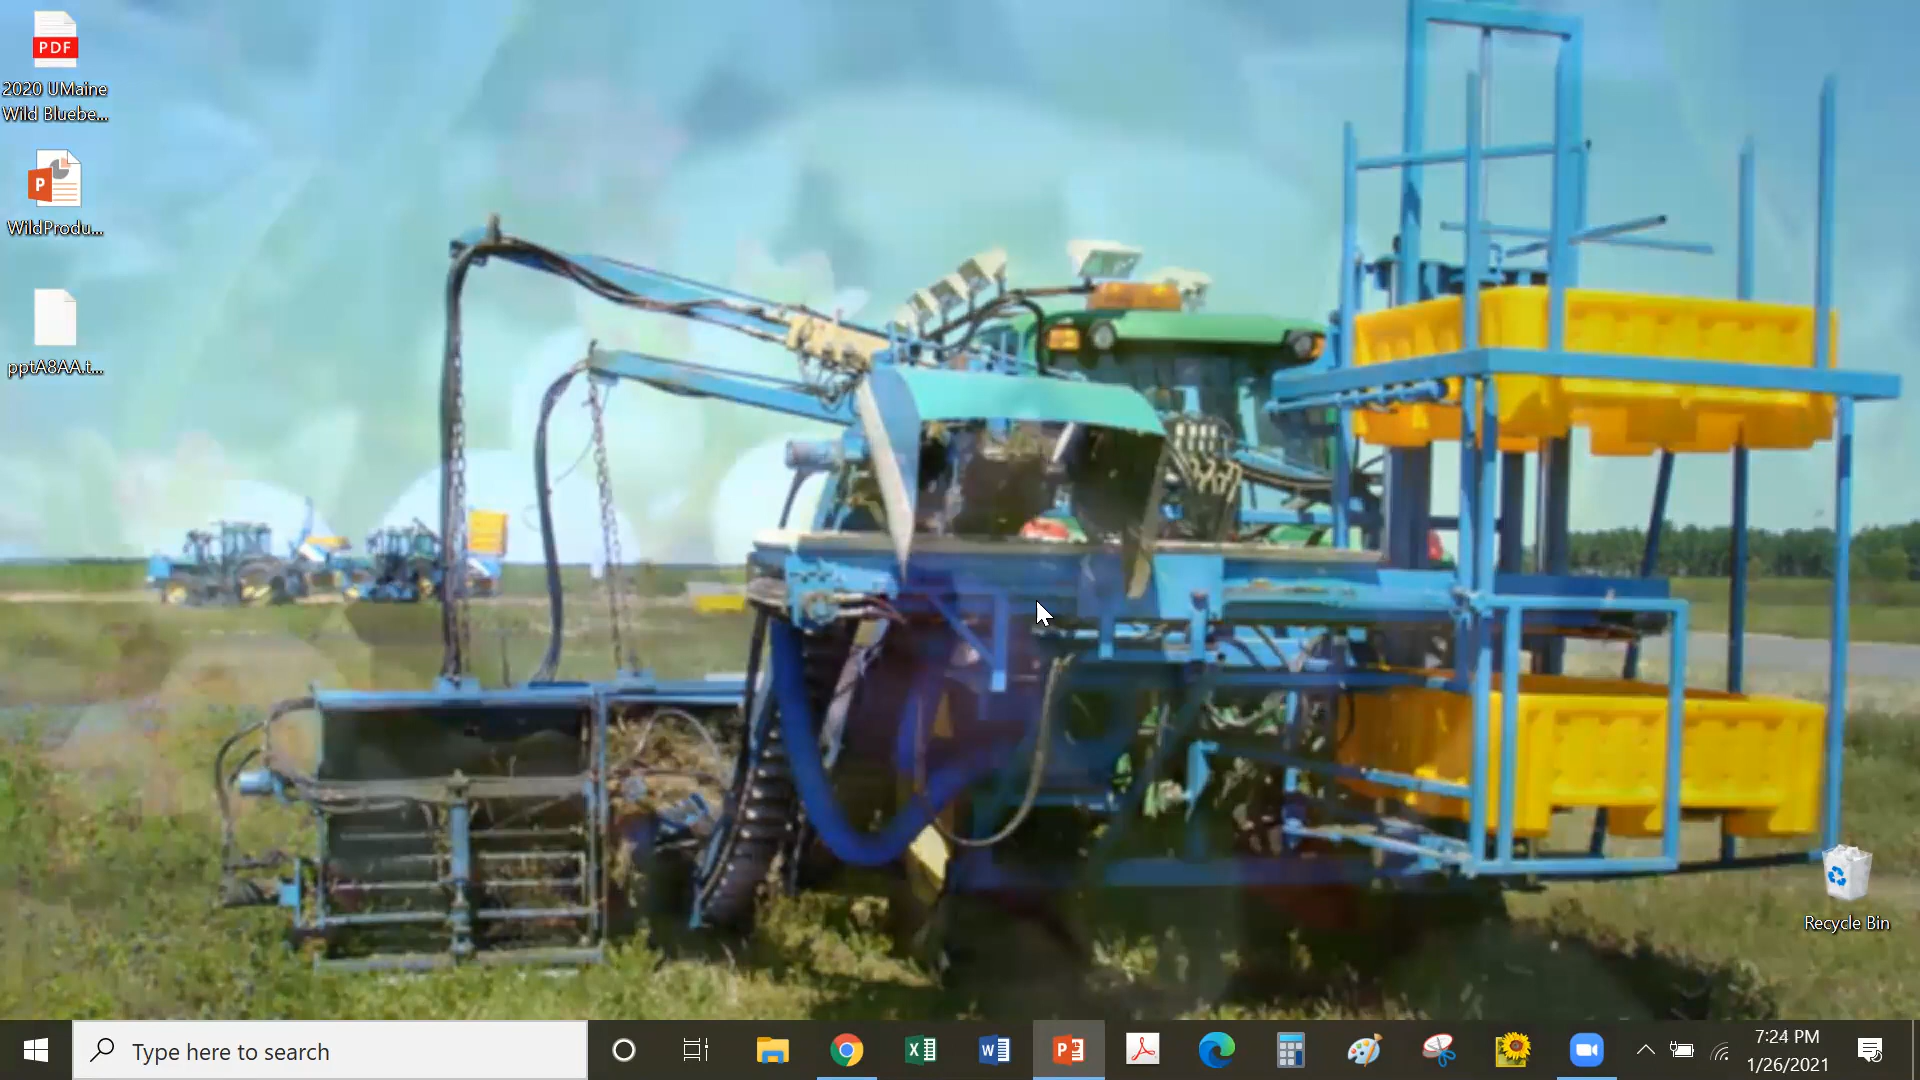 PDF
2020 UMaine
Wild Bluebe...
P
WildProdu...
pptA8AA.t...
Recycle Bin
Type here to search
7:24 PM
1/26/2021